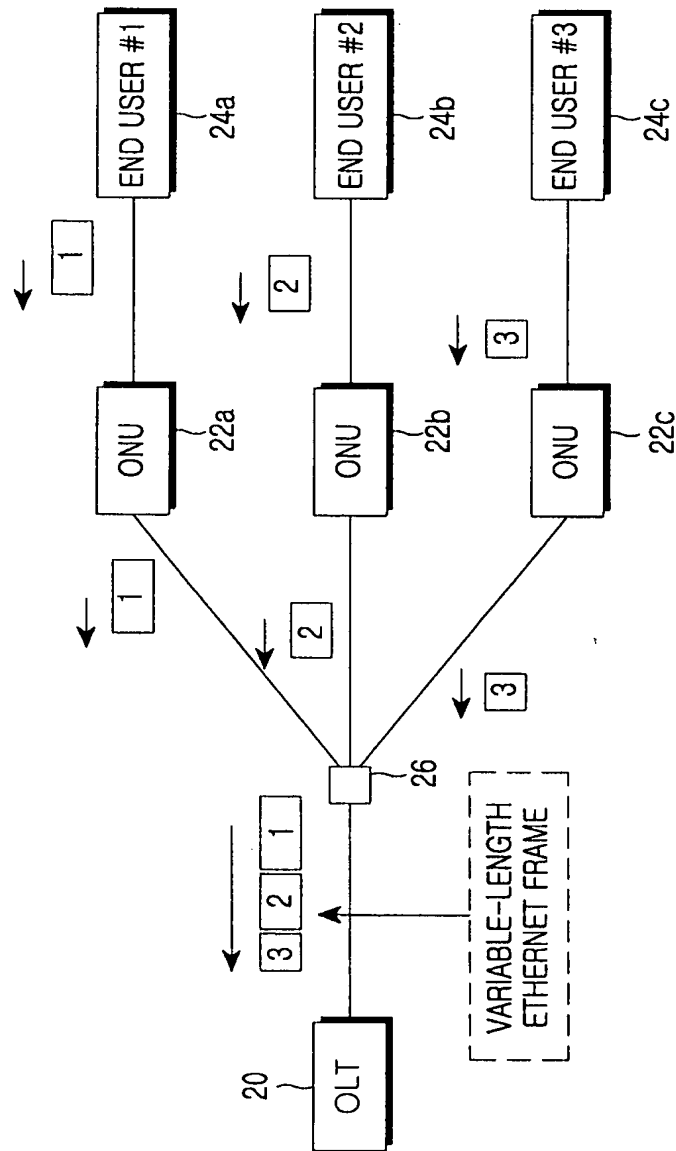 END USER #1
24a
1
ONU
22a
1
END USER #2
24b
2
ONU
22b
2
END USER #3
24c
3
ONU
22c
3
26
3
2
1
VARIABLE-LENGTH
ETHERNET FRAME
20
OLT